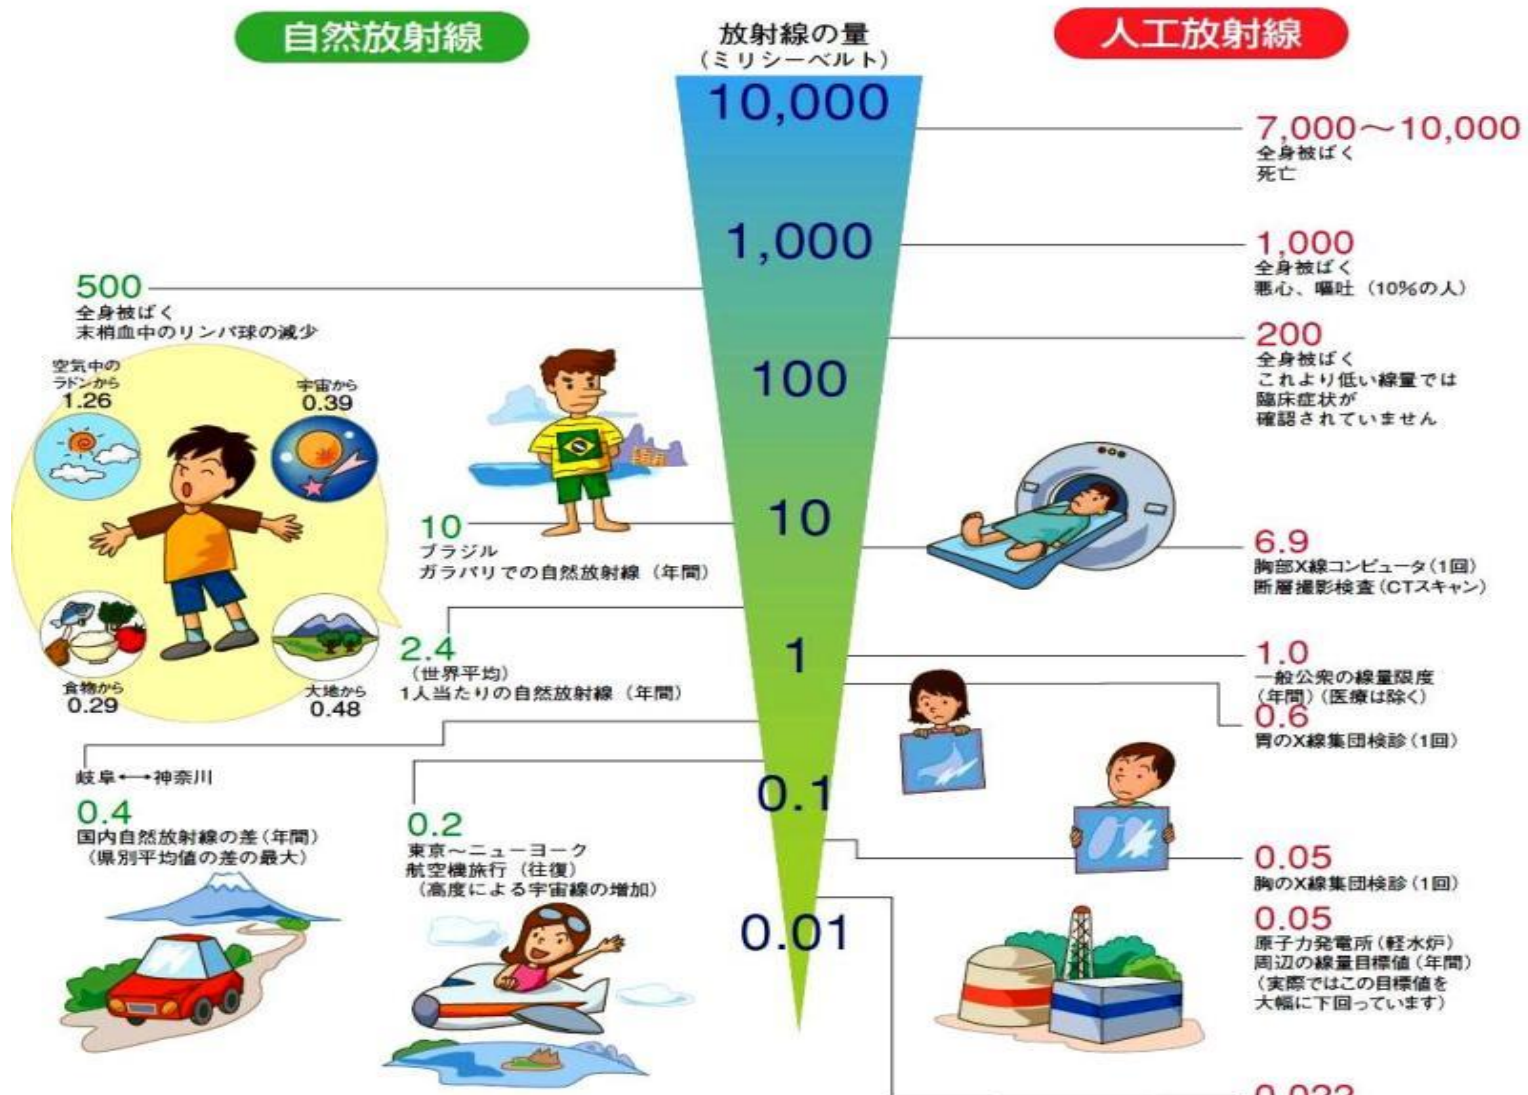 自然放射線
放射線の量
(ミリシーベルト)
人工放射線
10,000
1,000
100
10
1
0.1
0.01
500
全身被ばく
末梢血中のリンパ球の減少
空気中の
ラドンから
1.26
宇宙から
0.39
食物から
0.29
大地から
0.48
10
ブラジル
ガラパリでの自然放射線(年間)
2.4
(世界平均)
1人当たりの自然放射線(年間)
岐阜←→神奈川
0.4
国内自然放射線の差(年間)
(県別平均値の差の最大)
0.2
東京~ニューヨーク
航空機旅行(往復)
(高度による宇宙線の増加)
7,000~10,000
全身被ばく
死亡
1,000
全身被ばく
悪心、嘔吐(10%の人)
200
全身被ばく
これより低い線量では
臨床症状が
確認されていません
6.9
胸部X線コンピュータ(1回)
断層撮影検査(CTスキャン)
1.0
一般公衆の線量限度
(年間)(医療は除く)
0.6
胃のX線集団検診(1回)
0.05
胸のX線集団検診(1回)
0.05
原子力発電所(軽水炉)
周辺の線量目標値(年間)
(実際ではこの目標値を
大幅に下回っています)